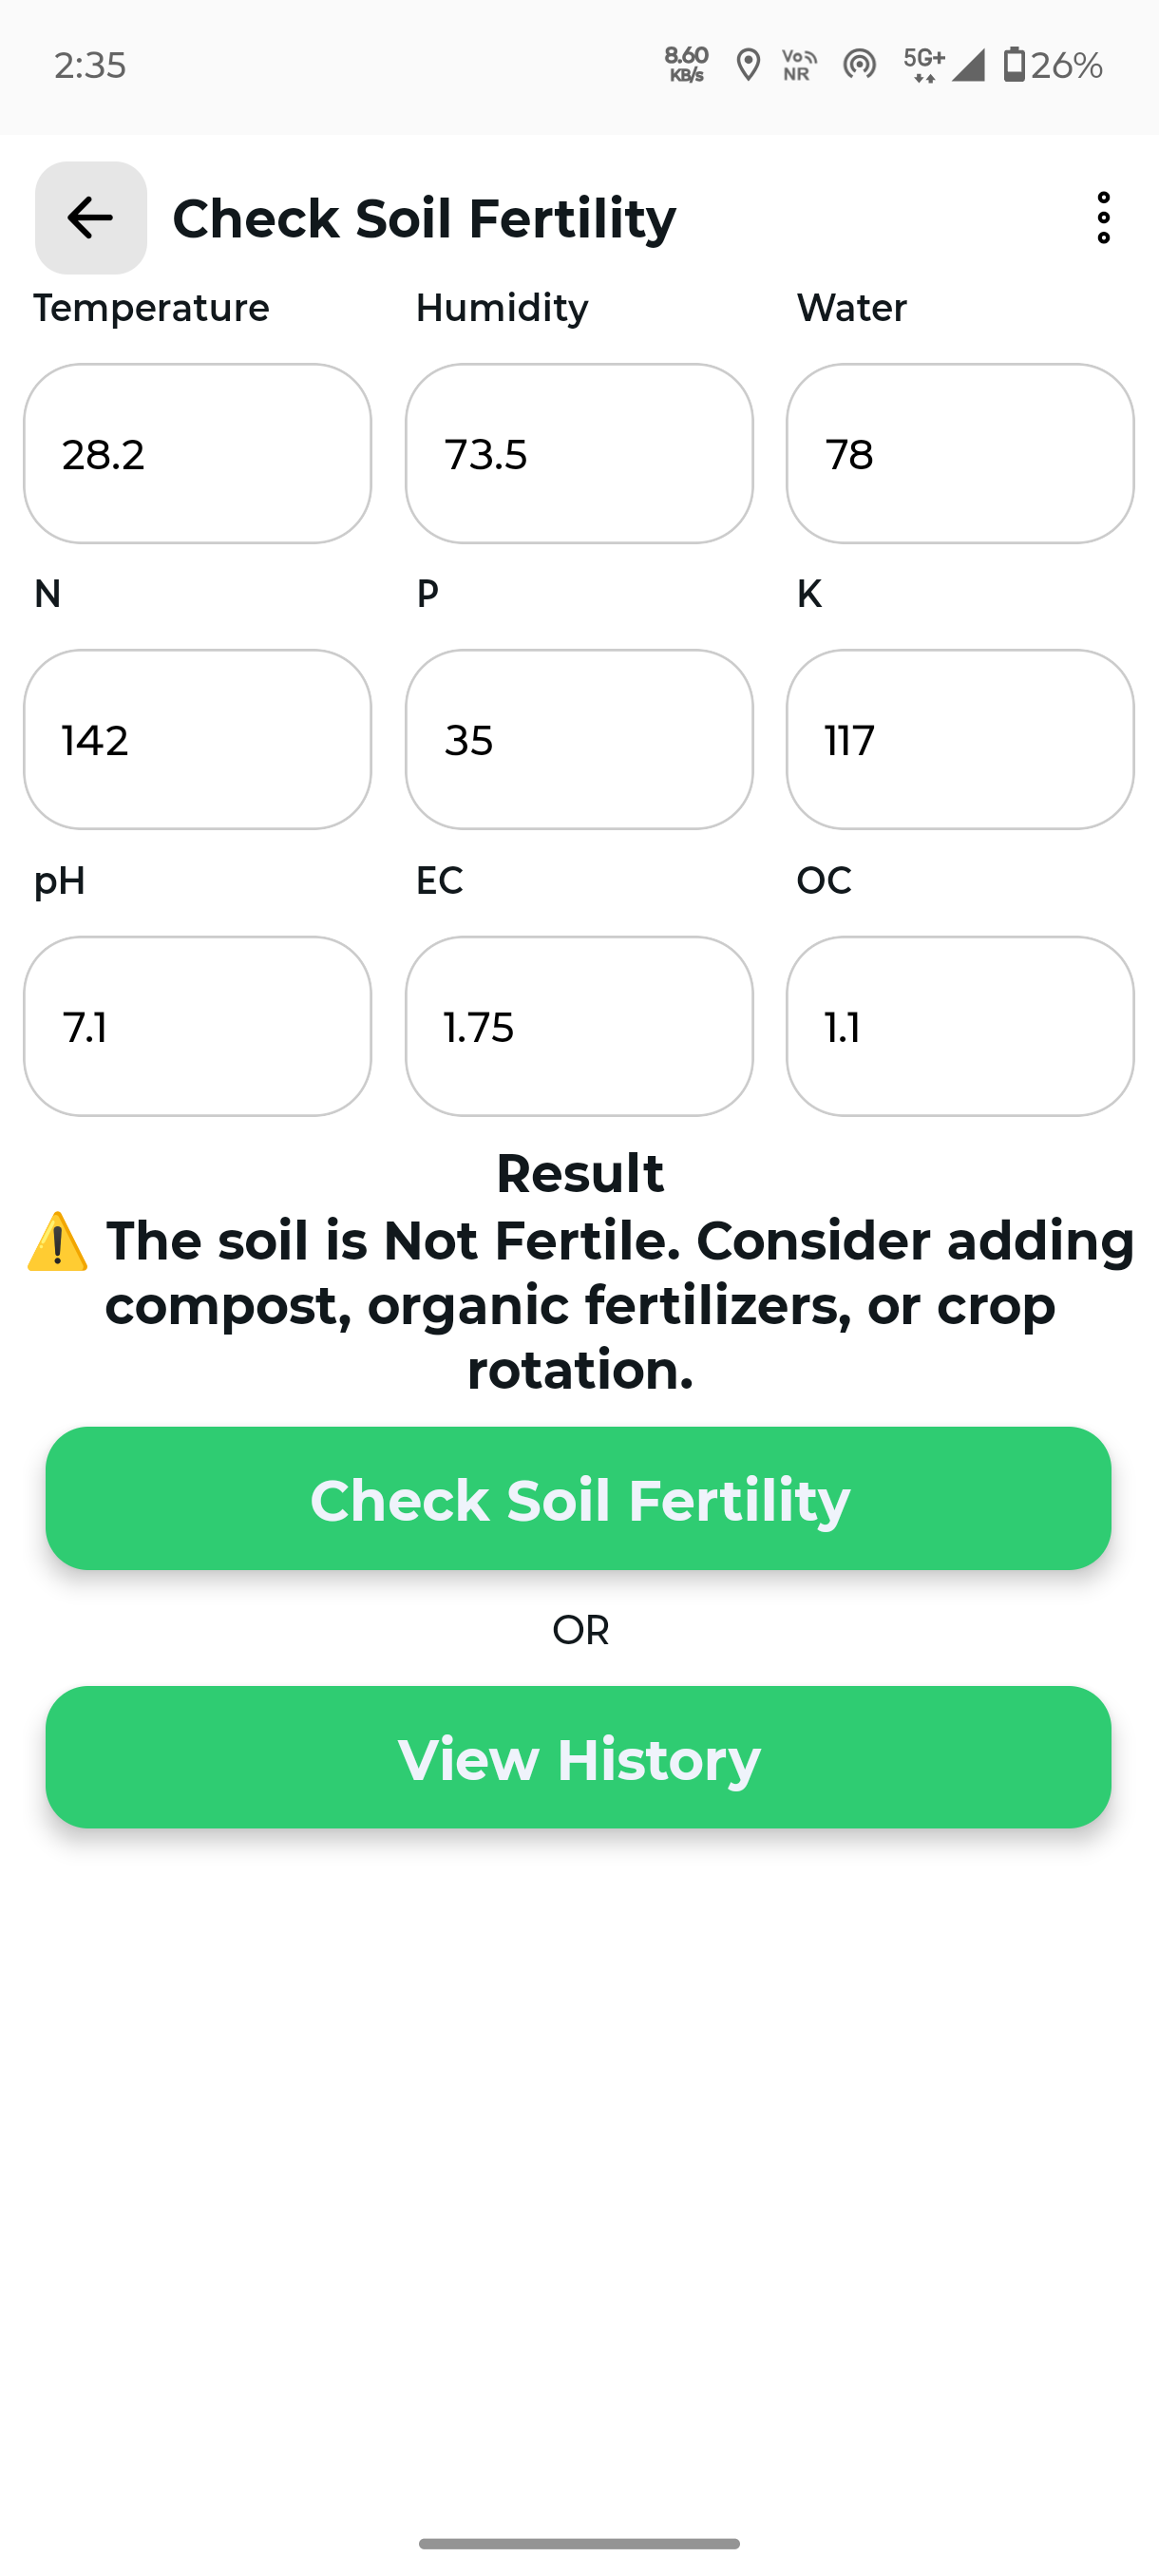 2:35
8.60
KB/s
Vo
NR
5G+
26%
Check Soil Fertility
Temperature Humidity Water
28.2 73.5 78
N P K
142 35 117
pH EC OC
7.1 1.75 1.1
Result
⚠️ The soil is Not Fertile. Consider adding
compost, organic fertilizers, or crop
rotation.
Check Soil Fertility
OR
View History